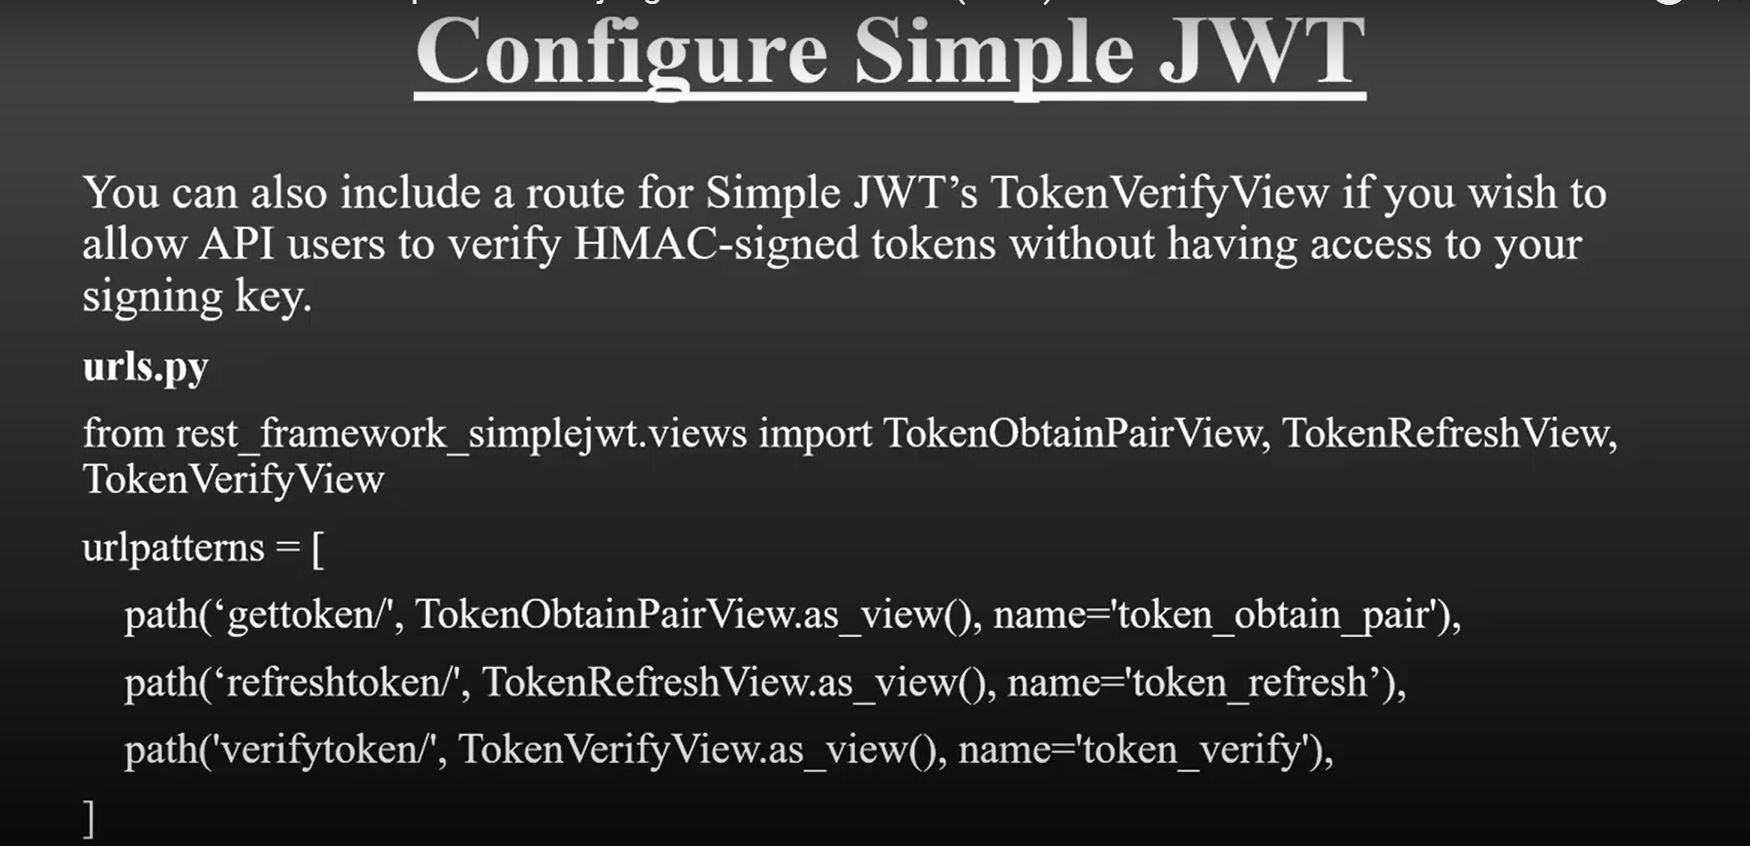 Configure Simple JWT
You can also include a route for Simple JWT’s TokenVerifyView if you wish to
allow API users to verify HMAC-signed tokens without having access to your
signing key.
urls.py
from rest_framework_simplejwt.views import TokenObtainPairView, TokenRefreshView,
TokenVerifyView
urlpatterns = [
path(‘gettoken/', TokenObtainPairView.as_view(), name='token_obtain_pair'),
path(‘refreshtoken/', TokenRefreshView.as_view(), name='token_refresh’),
path('verifytoken/', TokenVerifyView.as_view(), name='token_verify'),
]